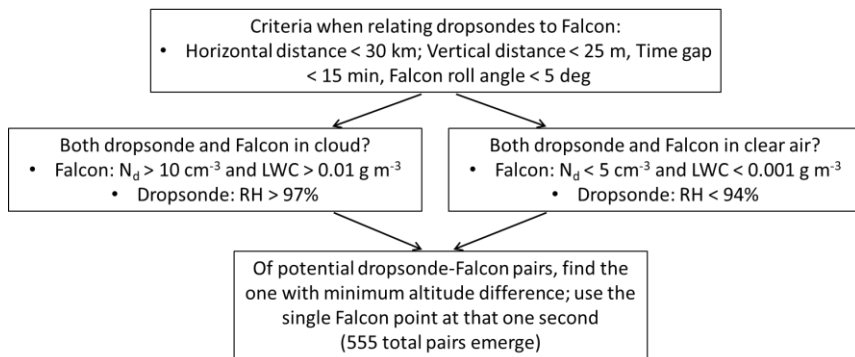 Criteria when relating dropsondes to Falcon:
• Horizontal distance < 30 km; Vertical distance < 25 m, Time gap
< 15 min, Falcon roll angle < 5 deg
Both dropsonde and Falcon in cloud?
• Falcon: N_d > 10 cm⁻³ and LWC > 0.01 g m⁻³
• Dropsonde: RH > 97%
Both dropsonde and Falcon in clear air?
• Falcon: N_d < 5 cm⁻³ and LWC < 0.001 g m⁻³
• Dropsonde: RH < 94%
Of potential dropsonde-Falcon pairs, find the
one with minimum altitude difference; use the
single Falcon point at that one second
(555 total pairs emerge)